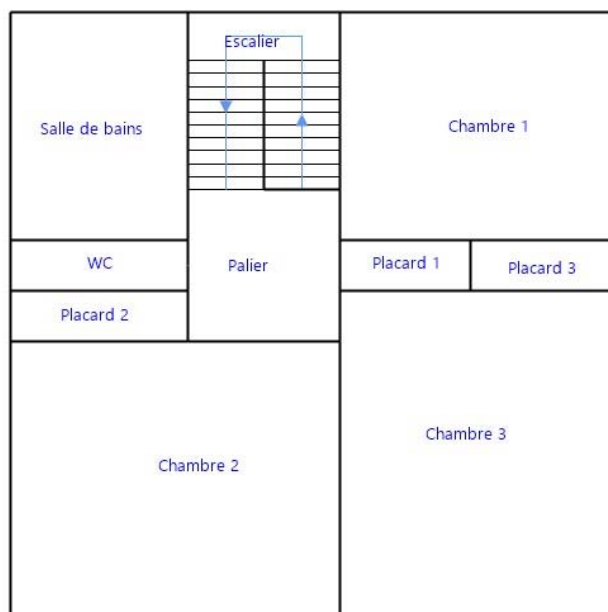 Escalier
Salle de bains
Chambre 1
WC
Palier
Placard 1
Placard 3
Placard 2
Chambre 3
Chambre 2